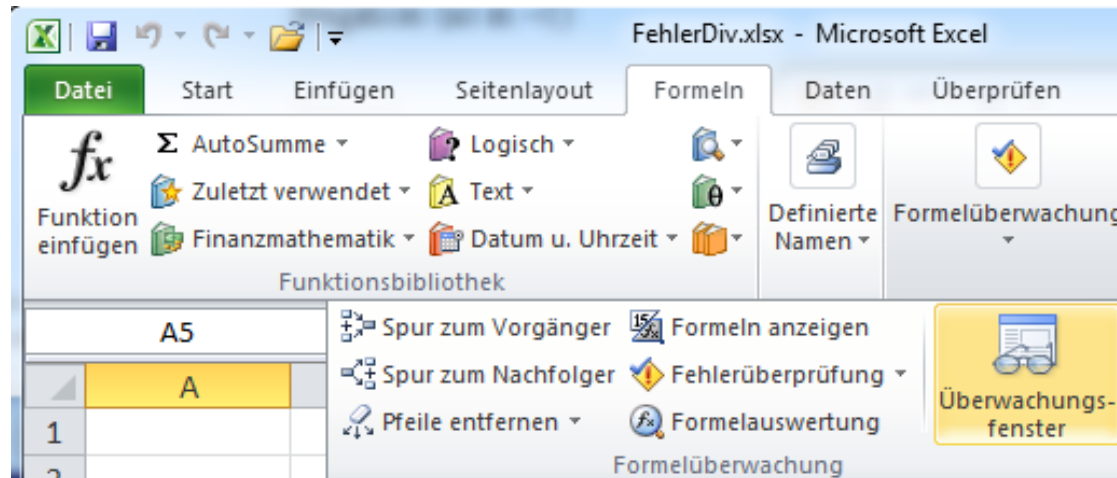 FehlerDiv.xlsx - Microsoft Excel
Datei Start Einfügen Seitenlayout Formeln Daten Überprüfen
fx
Funktion
einfügen
Σ AutoSumme
Zuletzt verwendet
Finanzmathematik
Logisch
A Text
Datum u. Uhrzeit
θ
Definierte
Namen
Formelüberwachung
Funktionsbibliothek
A5
Spur zum Vorgänger
Spur zum Nachfolger
Pfeile entfernen
Formeln anzeigen
Fehlerüberprüfung
Formelauswertung
Überwachungs-
fenster
Formelüberwachung
A
1